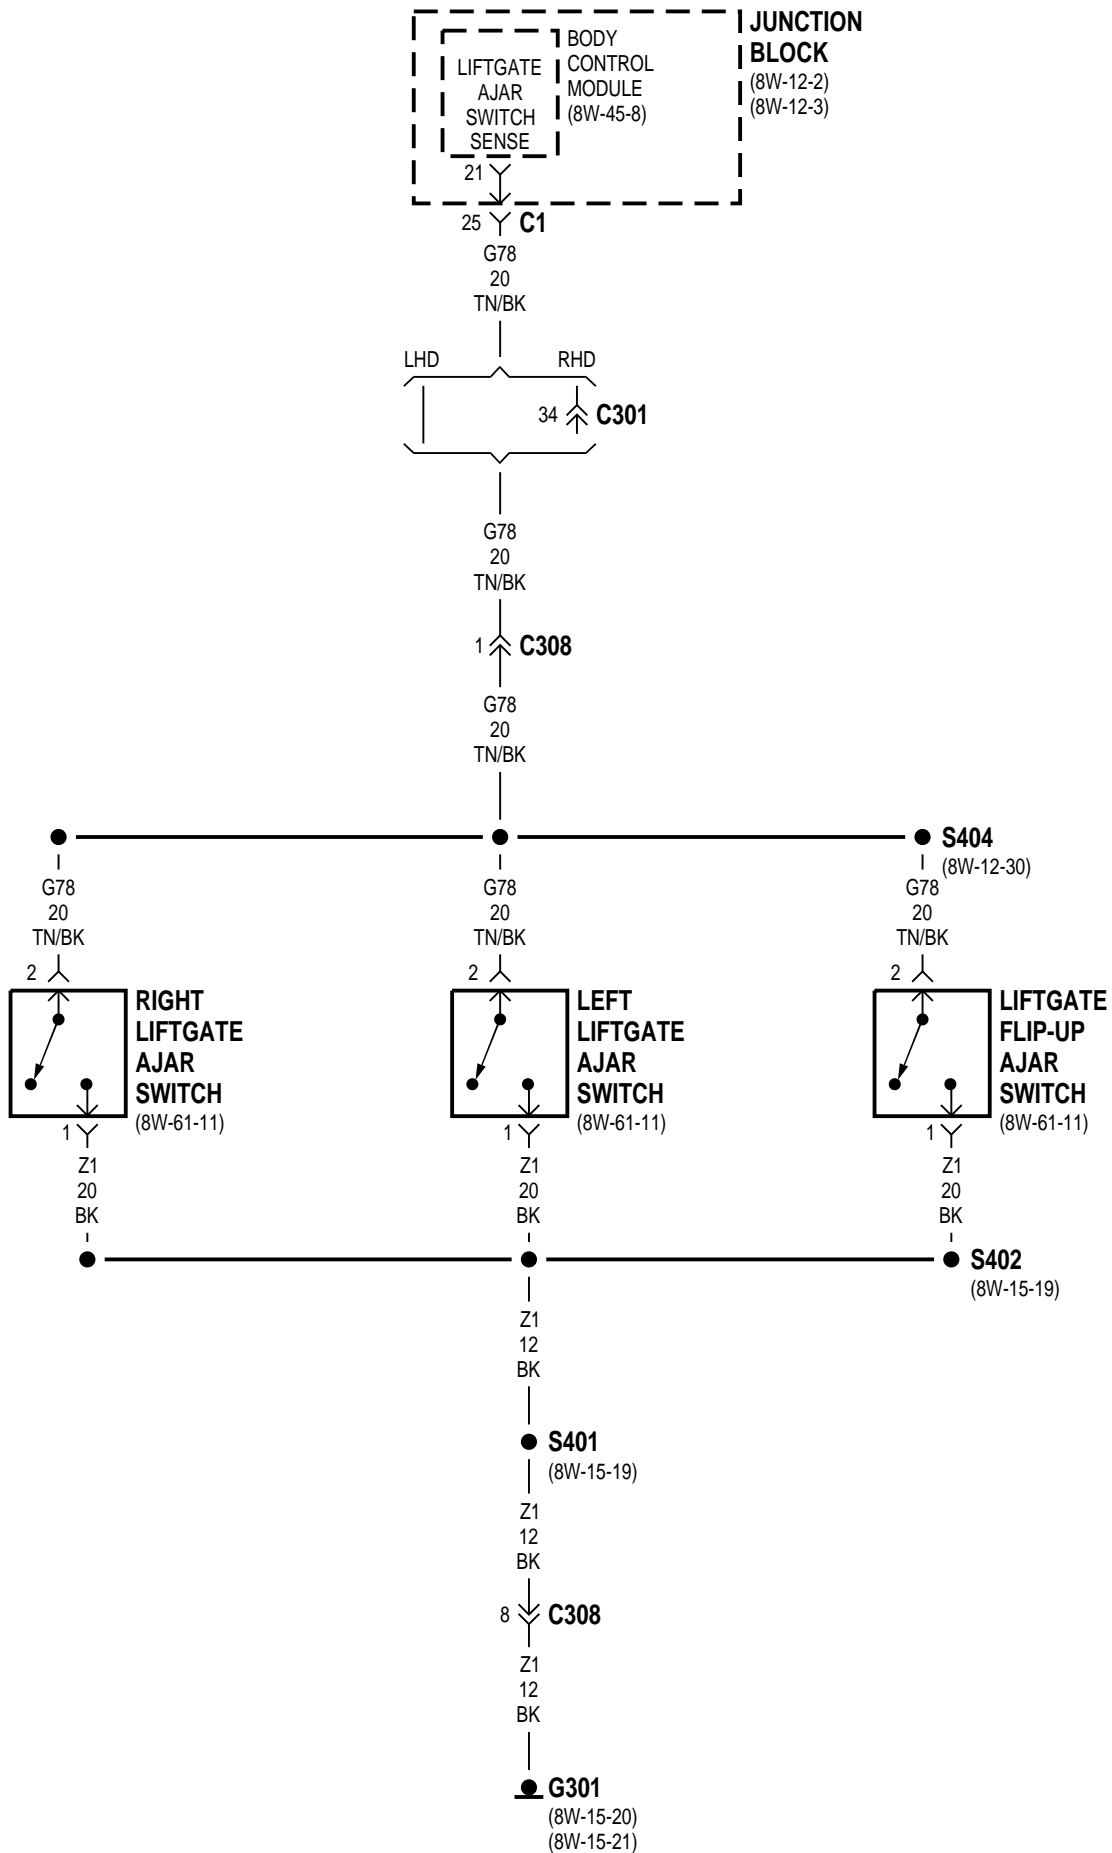 JUNCTION
BLOCK
(8W-12-2)
(8W-12-3)
BODY
CONTROL
MODULE
(8W-45-8)
LIFTGATE
AJAR
SWITCH
SENSE
21
25
C1
G78
20
TN/BK
LHD
RHD
34
C301
G78
20
TN/BK
1
C308
G78
20
TN/BK
S404
(8W-12-30)
G78
20
TN/BK
2
RIGHT
LIFTGATE
AJAR
SWITCH
(8W-61-11)
1
Z1
20
BK
G78
20
TN/BK
2
LEFT
LIFTGATE
AJAR
SWITCH
(8W-61-11)
1
Z1
20
BK
G78
20
TN/BK
2
LIFTGATE
FLIP-UP
AJAR
SWITCH
(8W-61-11)
1
Z1
20
BK
S402
(8W-15-19)
Z1
12
BK
S401
(8W-15-19)
Z1
12
BK
8
C308
Z1
12
BK
G301
(8W-15-20)
(8W-15-21)